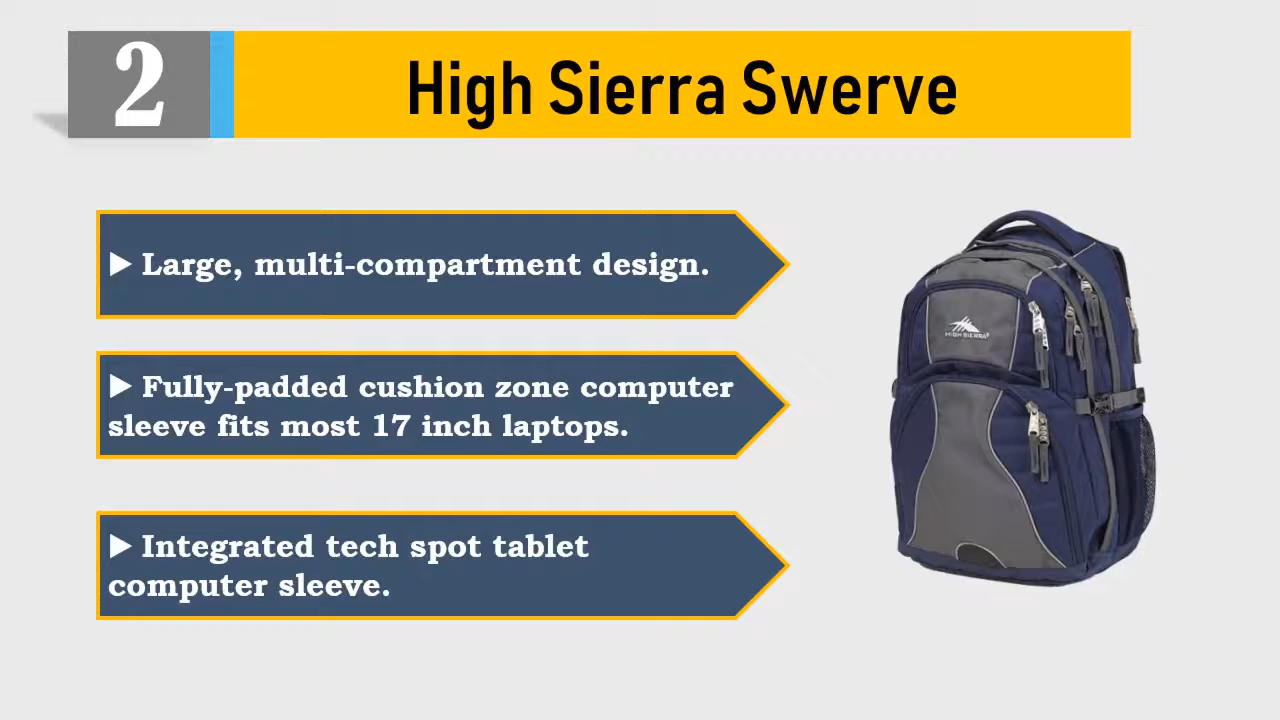 2
High Sierra Swerve
▶ Large, multi-compartment design.
▶ Fully-padded cushion zone computer
sleeve fits most 17 inch laptops.
▶ Integrated tech spot tablet
computer sleeve.
HIGH SIERRA®